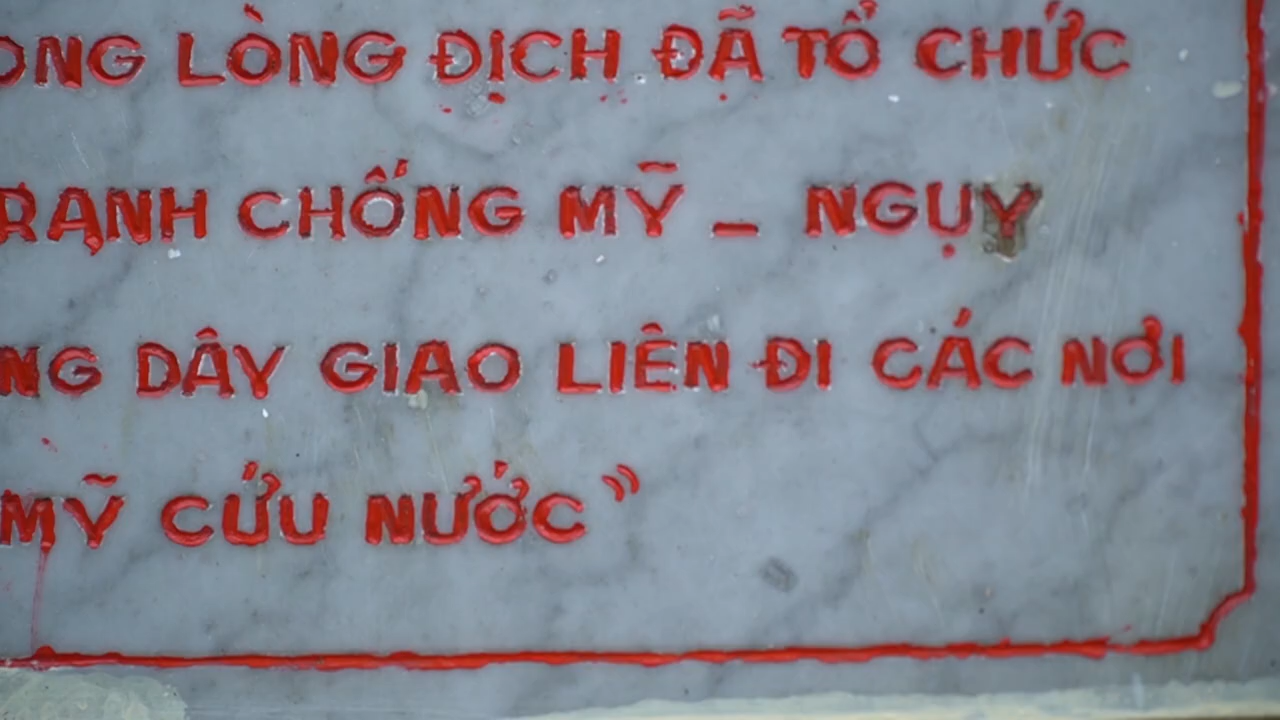 ONG LÒNG ĐỊCH ĐÃ TỔ CHỨC
RANH CHỐNG MỸ _ NGỤY
NG DÂY GIAO LIÊN ĐI CÁC NƠI
MỸ CỨU NƯỚC”